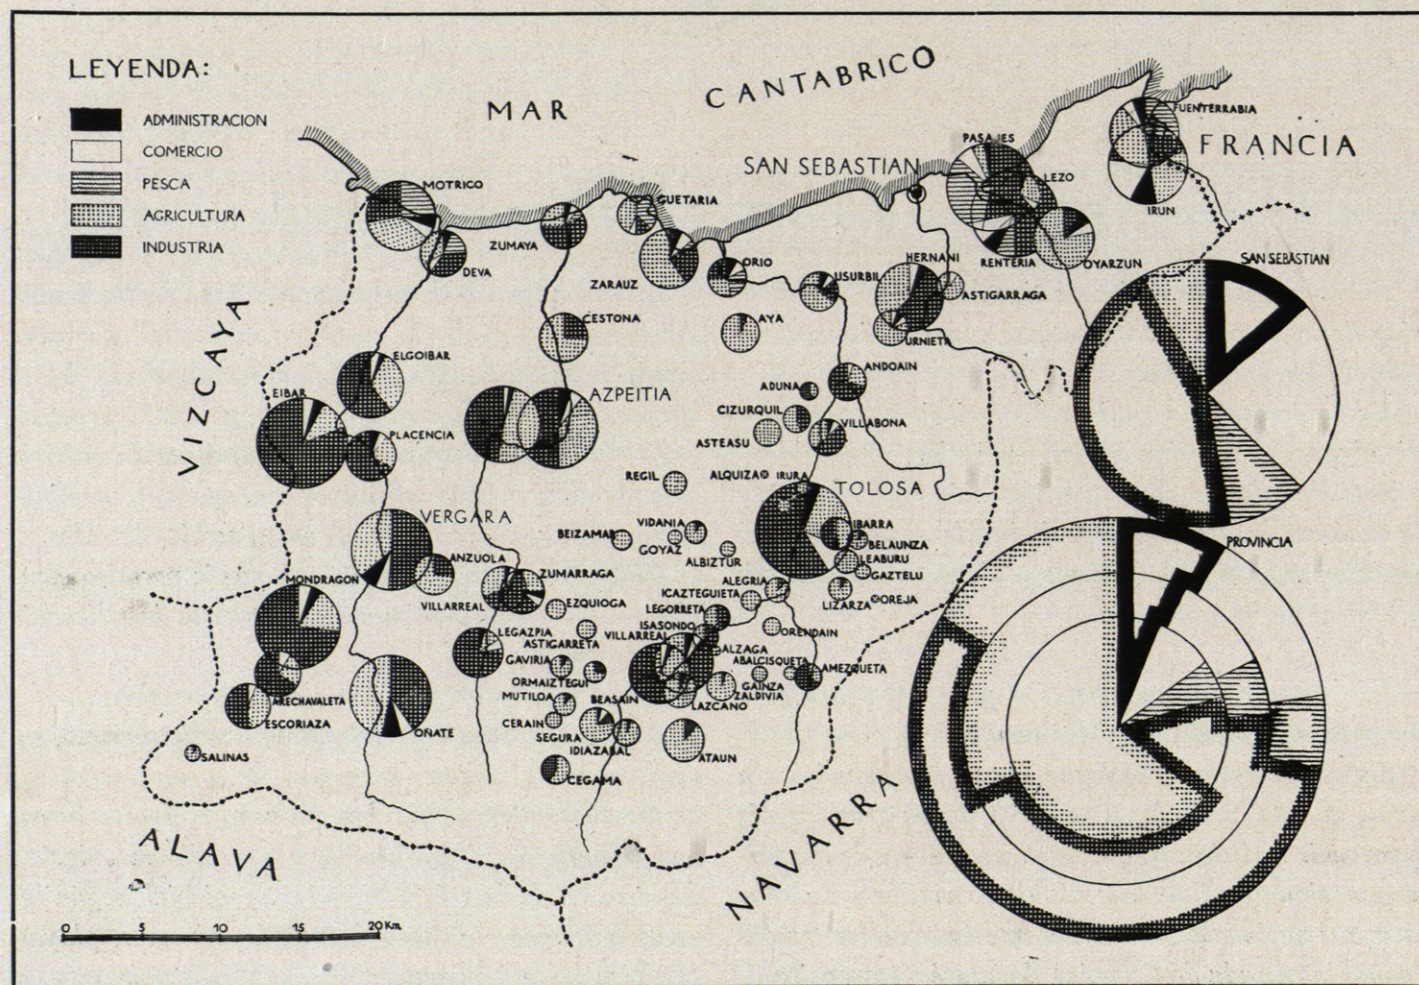 LEYENDA:
ADMINISTRACION
COMERCIO
PESCA
AGRICULTURA
INDUSTRIA
MAR
CANTABRICO
FRANCIA
VIZCAYA
ALAVA
NAVARRA
SAN SEBASTIAN
FUENTERRABIA
PASAJES
LEZO
IRUN
MOTRICO
GUETARIA
ZUMAYA
DEVA
ZARAUZ
ORIO
USURBIL
HERNANI
RENTERIA
OYARZUN
ASTIGARRAGA
SAN SEBASTIAN
CESTONA
AYA
URNIETA
ELGOIBAR
ANDOAIN
EIBAR
AZPEITIA
ADUNA
CIZURQUIL
PLACENCIA
ASTEASU
VILLABONA
REGIL
ALQUIZA
IRURA
TOLOSA
VERGARA
VIDANIA
IBARRA
BEIZAMAR
GOYAZ
BELAUNZA
PROVINCIA
ANZUOLA
ALBIZTUR
LEABURU
GAZTELU
MONDRAGON
ZUMARRAGA
ALEGRIA
ICAZTEGUIETA
VILLARREAL
EZQUIOGA
LEGORRETA
LIZARZA
OREJA
ISASONDO
LEGAZPIA
VILLARREAL
ORENDAIN
ASTIGARRETA
ALZAGA
GAVIRIA
ABALCISQUETA
AMEZQUETA
ORMAIZTEGUI
GAINZA
ARECHAVALETA
MUTILOA
BEASAIN
ZALDIVIA
LAZCANO
ESCORIAZA
CERAIN
OÑATE
SEGURA
IDIAZABAL
SALINAS
ATAUN
CEGAMA
0 5 10 15 20 Km